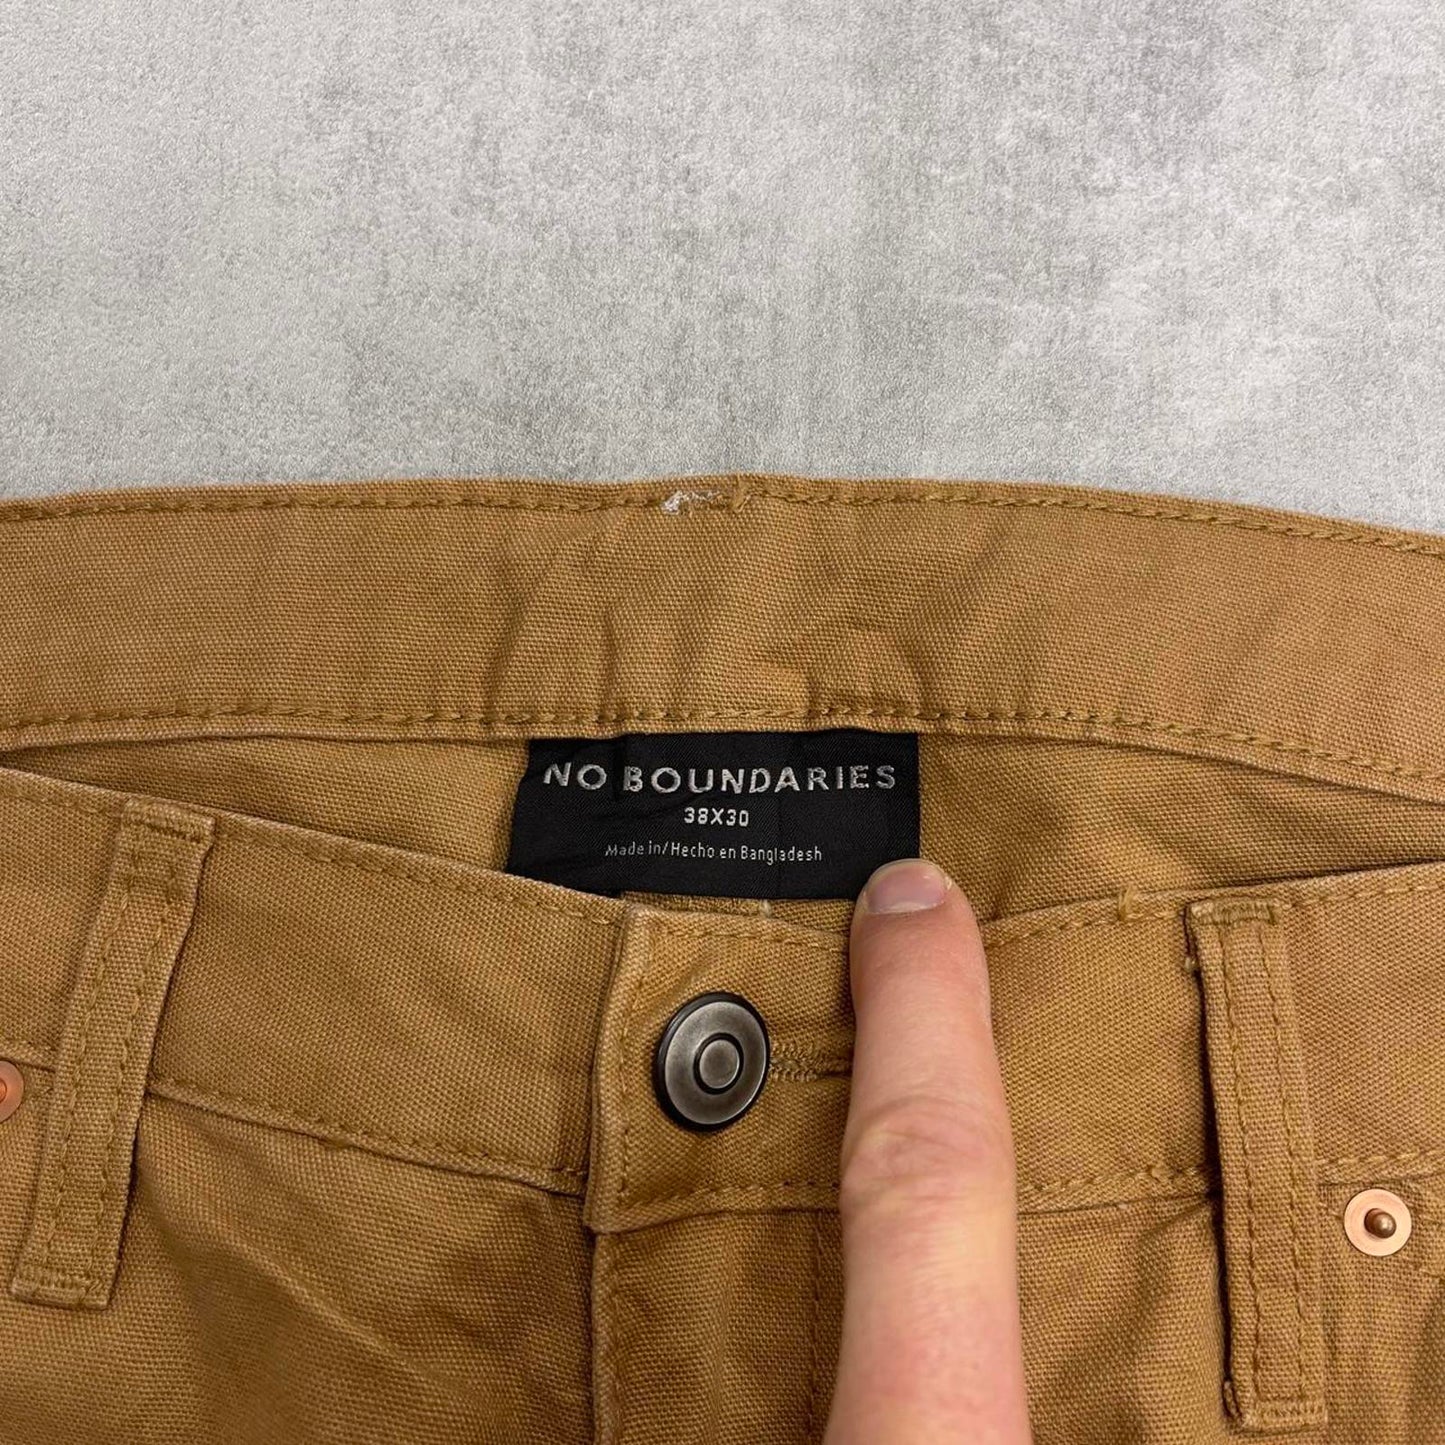 NO BOUNDARIES
38X30
Made in/Hecho en Bangladesh